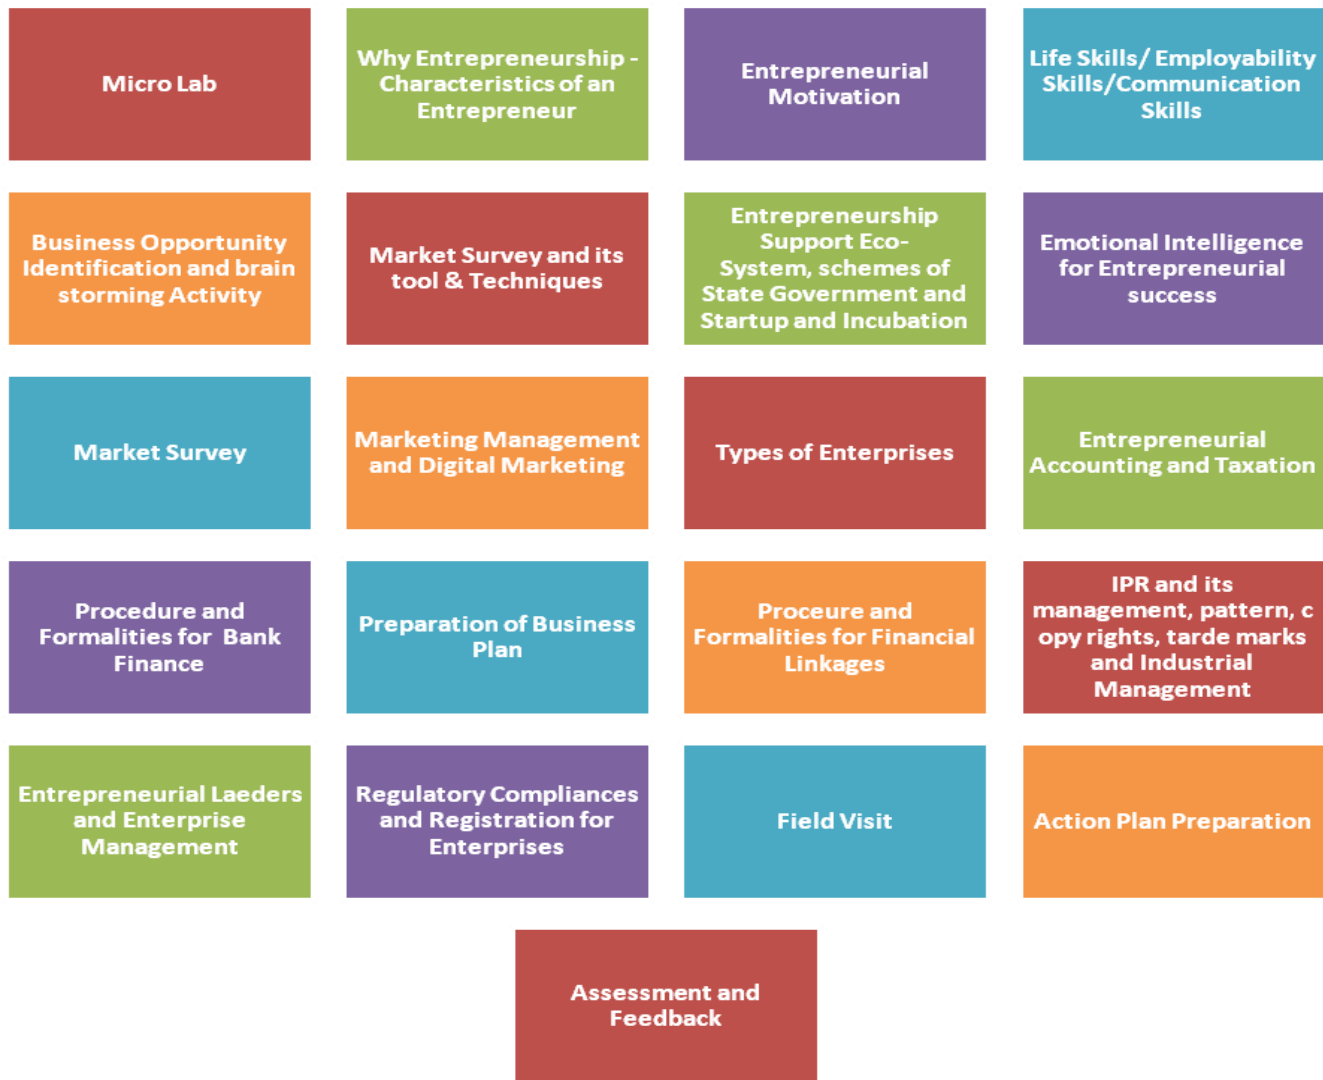 Micro Lab
Why Entrepreneurship -
Characteristics of an
Entrepreneur
Entrepreneurial
Motivation
Life Skills/ Employability
Skills/Communication
Skills
Business Opportunity
Identification and brain
storming Activity
Market Survey and its
tool & Techniques
Entrepreneurship
Support Eco-
System, schemes of
State Government and
Startup and Incubation
Emotional Intelligence
for Entrepreneurial
success
Market Survey
Marketing Management
and Digital Marketing
Types of Enterprises
Entrepreneurial
Accounting and Taxation
Procedure and
Formalities for Bank
Finance
Preparation of Business
Plan
Proceure and
Formalities for Financial
Linkages
IPR and its
management, pattern, c
opy rights, tarde marks
and Industrial
Management
Entrepreneurial Laeders
and Enterprise
Management
Regulatory Compliances
and Registration for
Enterprises
Field Visit
Action Plan Preparation
Assessment and
Feedback